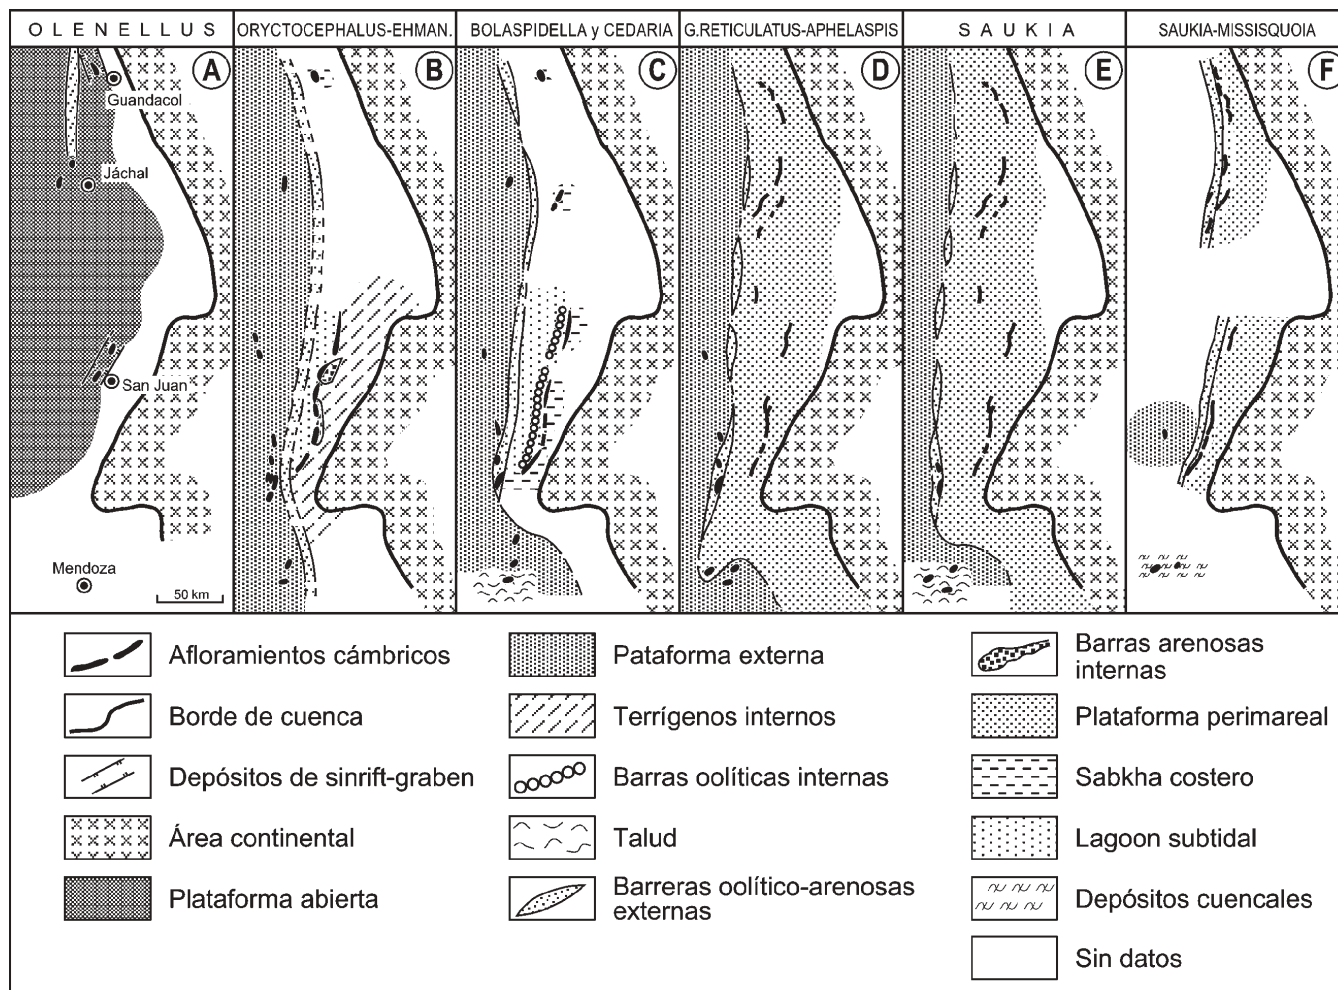 O L E N E L L U S
ORYCTOCEPHALUS-EHMAN.
BOLASPIDELLA y CEDARIA
G.RETICULATUS-APHELASPIS
S A U K I A
SAUKIA-MISSISQUOIA
A
B
C
D
E
F
Guandacol
Jáchal
San Juan
Mendoza
50 km
Afloramientos cámbricos
Borde de cuenca
Depósitos de sinrift-graben
Área continental
Plataforma abierta
Pataforma externa
Terrígenos internos
Barras oolíticas internas
Talud
Barreras oolítico-arenosas
externas
Barras arenosas
internas
Plataforma perimareal
Sabkha costero
Lagoon subtidal
Depósitos cuencales
Sin datos